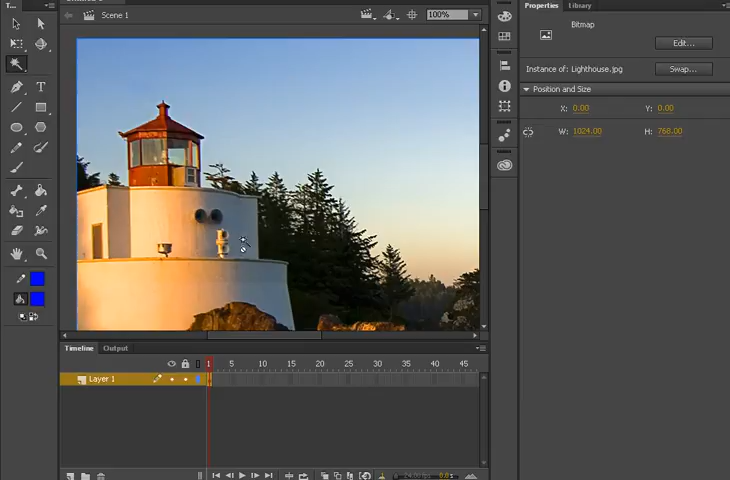 T...
Scene 1
100%
Properties
Library
Bitmap
Edit...
Instance of: Lighthouse.jpg
Swap...
Position and Size
X: 0.00
Y: 0.00
W: 1024.00
H: 768.00
Timeline
Output
1 5 10 15 20 25 30 35 40 45
Layer 1